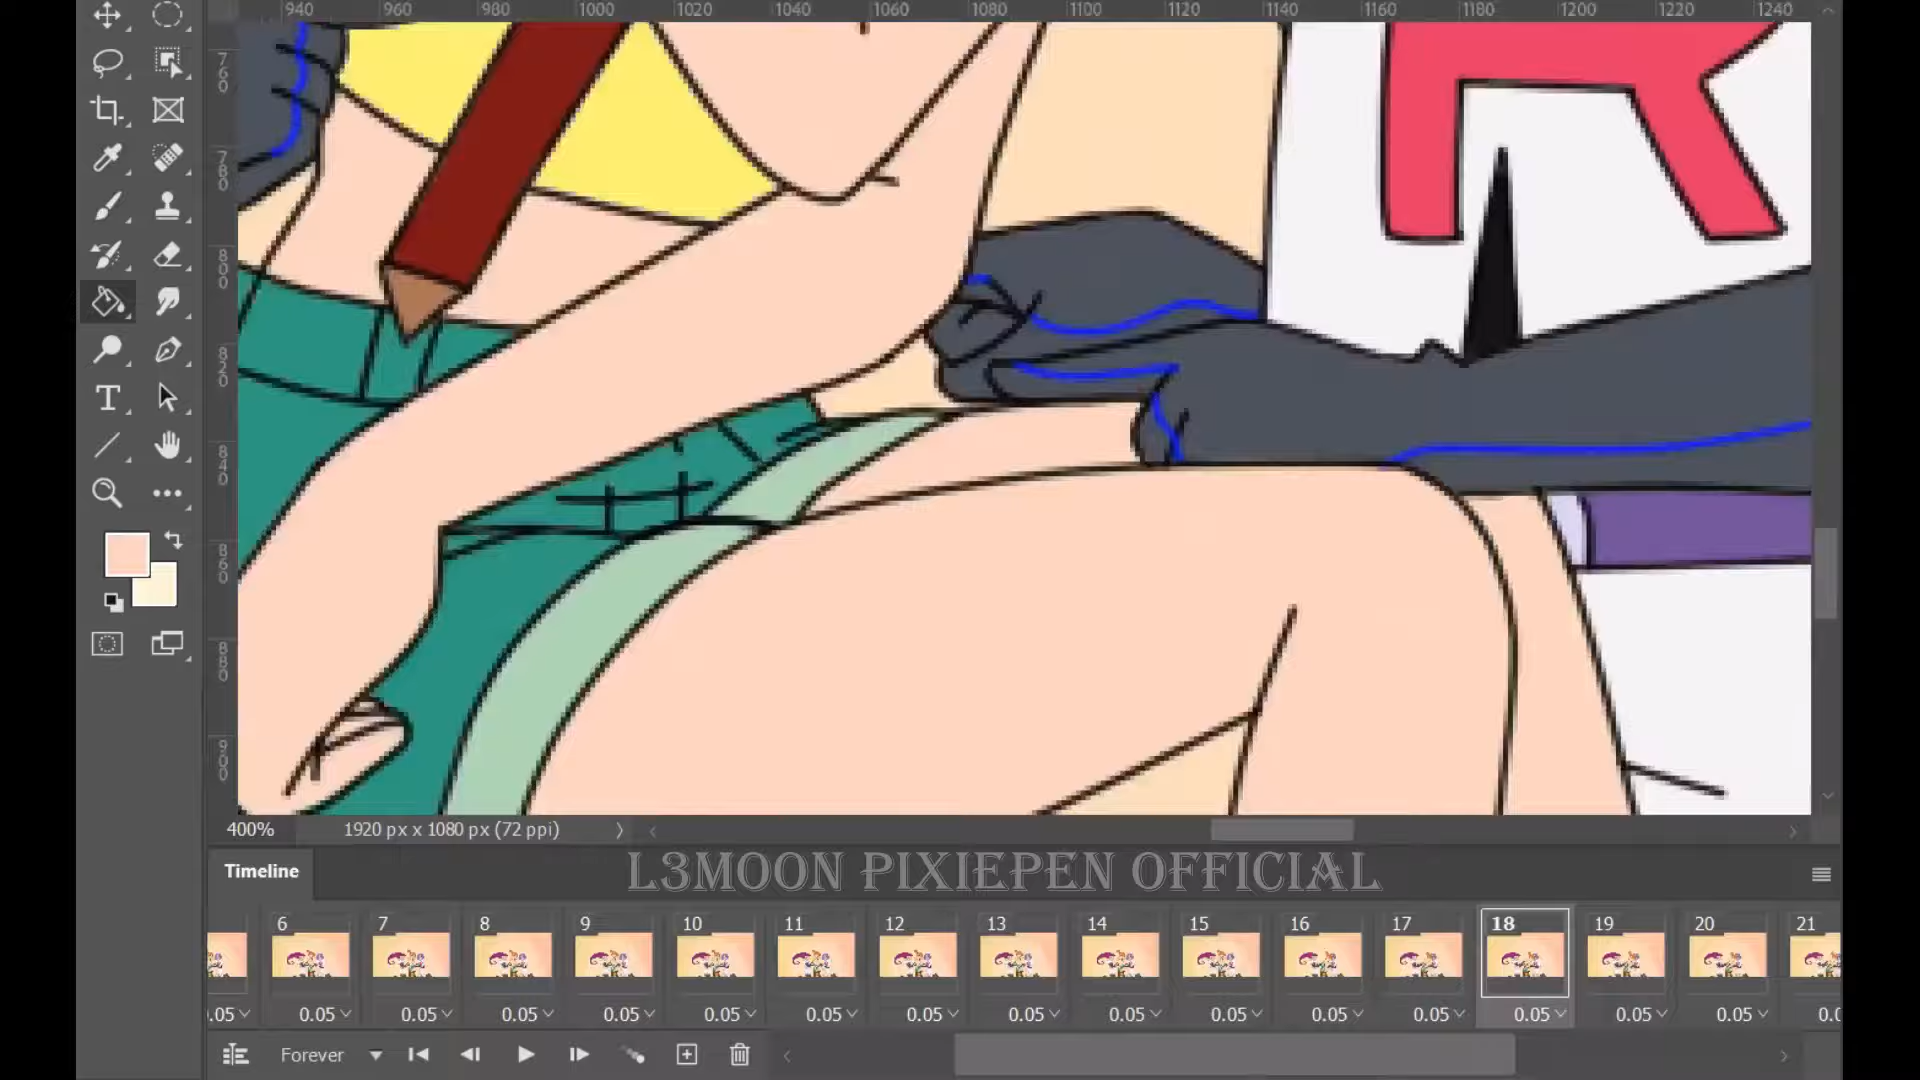 940 960 980 1000 1020 1040 1060 1080 1100 1120 1140 1160 1180 1200 1220 1240
760
780
800
820
840
860
880
900
400% 1920 px x 1080 px (72 ppi)
Timeline
L3MOON PIXIEPEN OFFICIAL
6 7 8 9 10 11 12 13 14 15 16 17 18 19 20 21
0.05 0.05 0.05 0.05 0.05 0.05 0.05 0.05 0.05 0.05 0.05 0.05 0.05 0.05 0.05
Forever